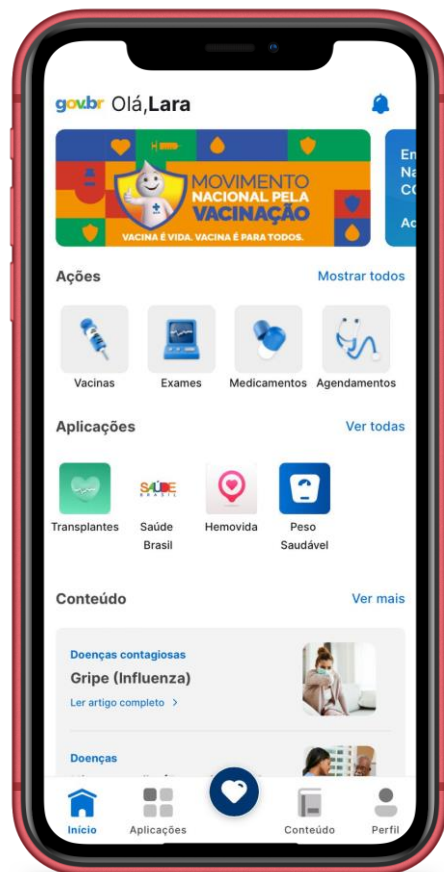 gov.br Olá,Lara
MOVIMENTO
NACIONAL PELA
VACINAÇÃO
VACINA É VIDA. VACINA É PARA TODOS.
En
Na
Ações
Mostrar todos
Vacinas
Exames
Medicamentos
Agendamentos
Aplicações
Ver todas
SAÚDE
BRASIL
Transplantes
Saúde
Brasil
Hemovida
Peso
Saudável
Conteúdo
Ver mais
Doenças contagiosas
Gripe (Influenza)
Ler artigo completo >
Doenças
Início
Aplicações
Conteúdo
Perfil